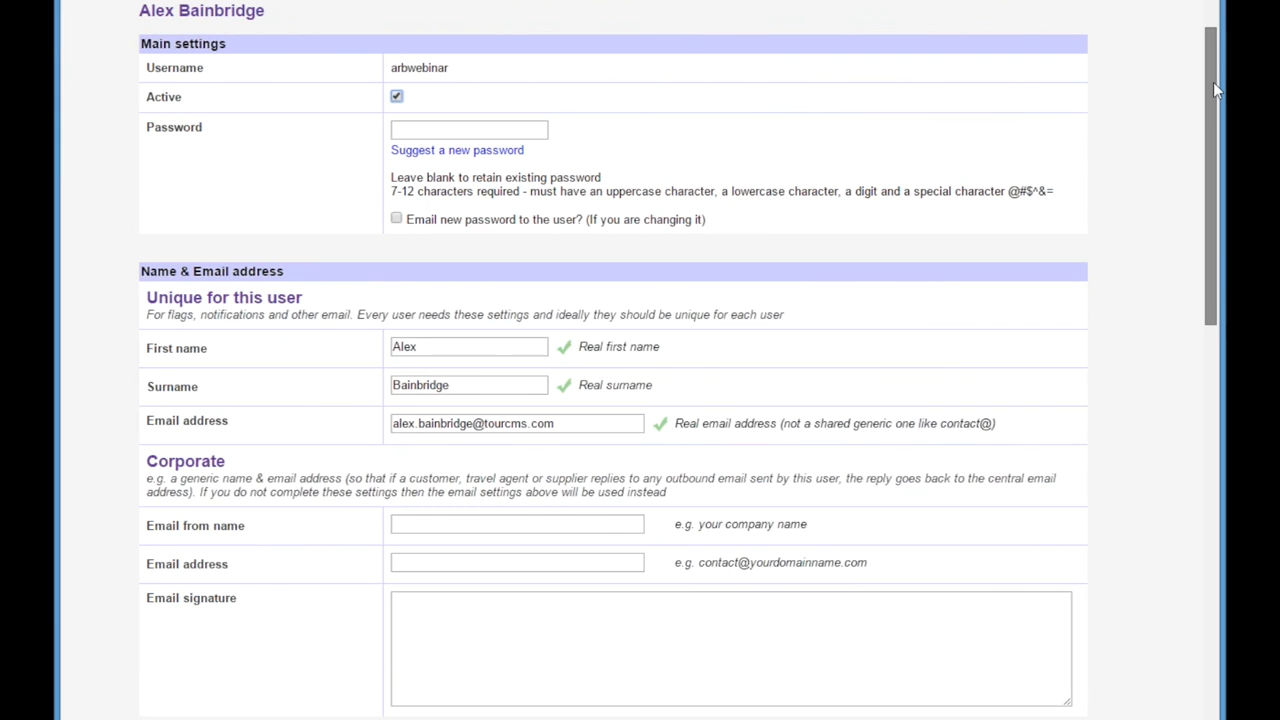 Alex Bainbridge
Main settings
Username arbwebinar
Active
Password
Suggest a new password
Leave blank to retain existing password
7-12 characters required - must have an uppercase character, a lowercase character, a digit and a special character @#$^&=
Email new password to the user? (If you are changing it)
Name & Email address
Unique for this user
For flags, notifications and other email. Every user needs these settings and ideally they should be unique for each user
First name Alex Real first name
Surname Bainbridge Real surname
Email address alex.bainbridge@tourcms.com Real email address (not a shared generic one like contact@)
Corporate
e.g. a generic name & email address (so that if a customer, travel agent or supplier replies to any outbound email sent by this user, the reply goes back to the central email
address). If you do not complete these settings then the email settings above will be used instead
Email from name e.g. your company name
Email address e.g. contact@yourdomainname.com
Email signature